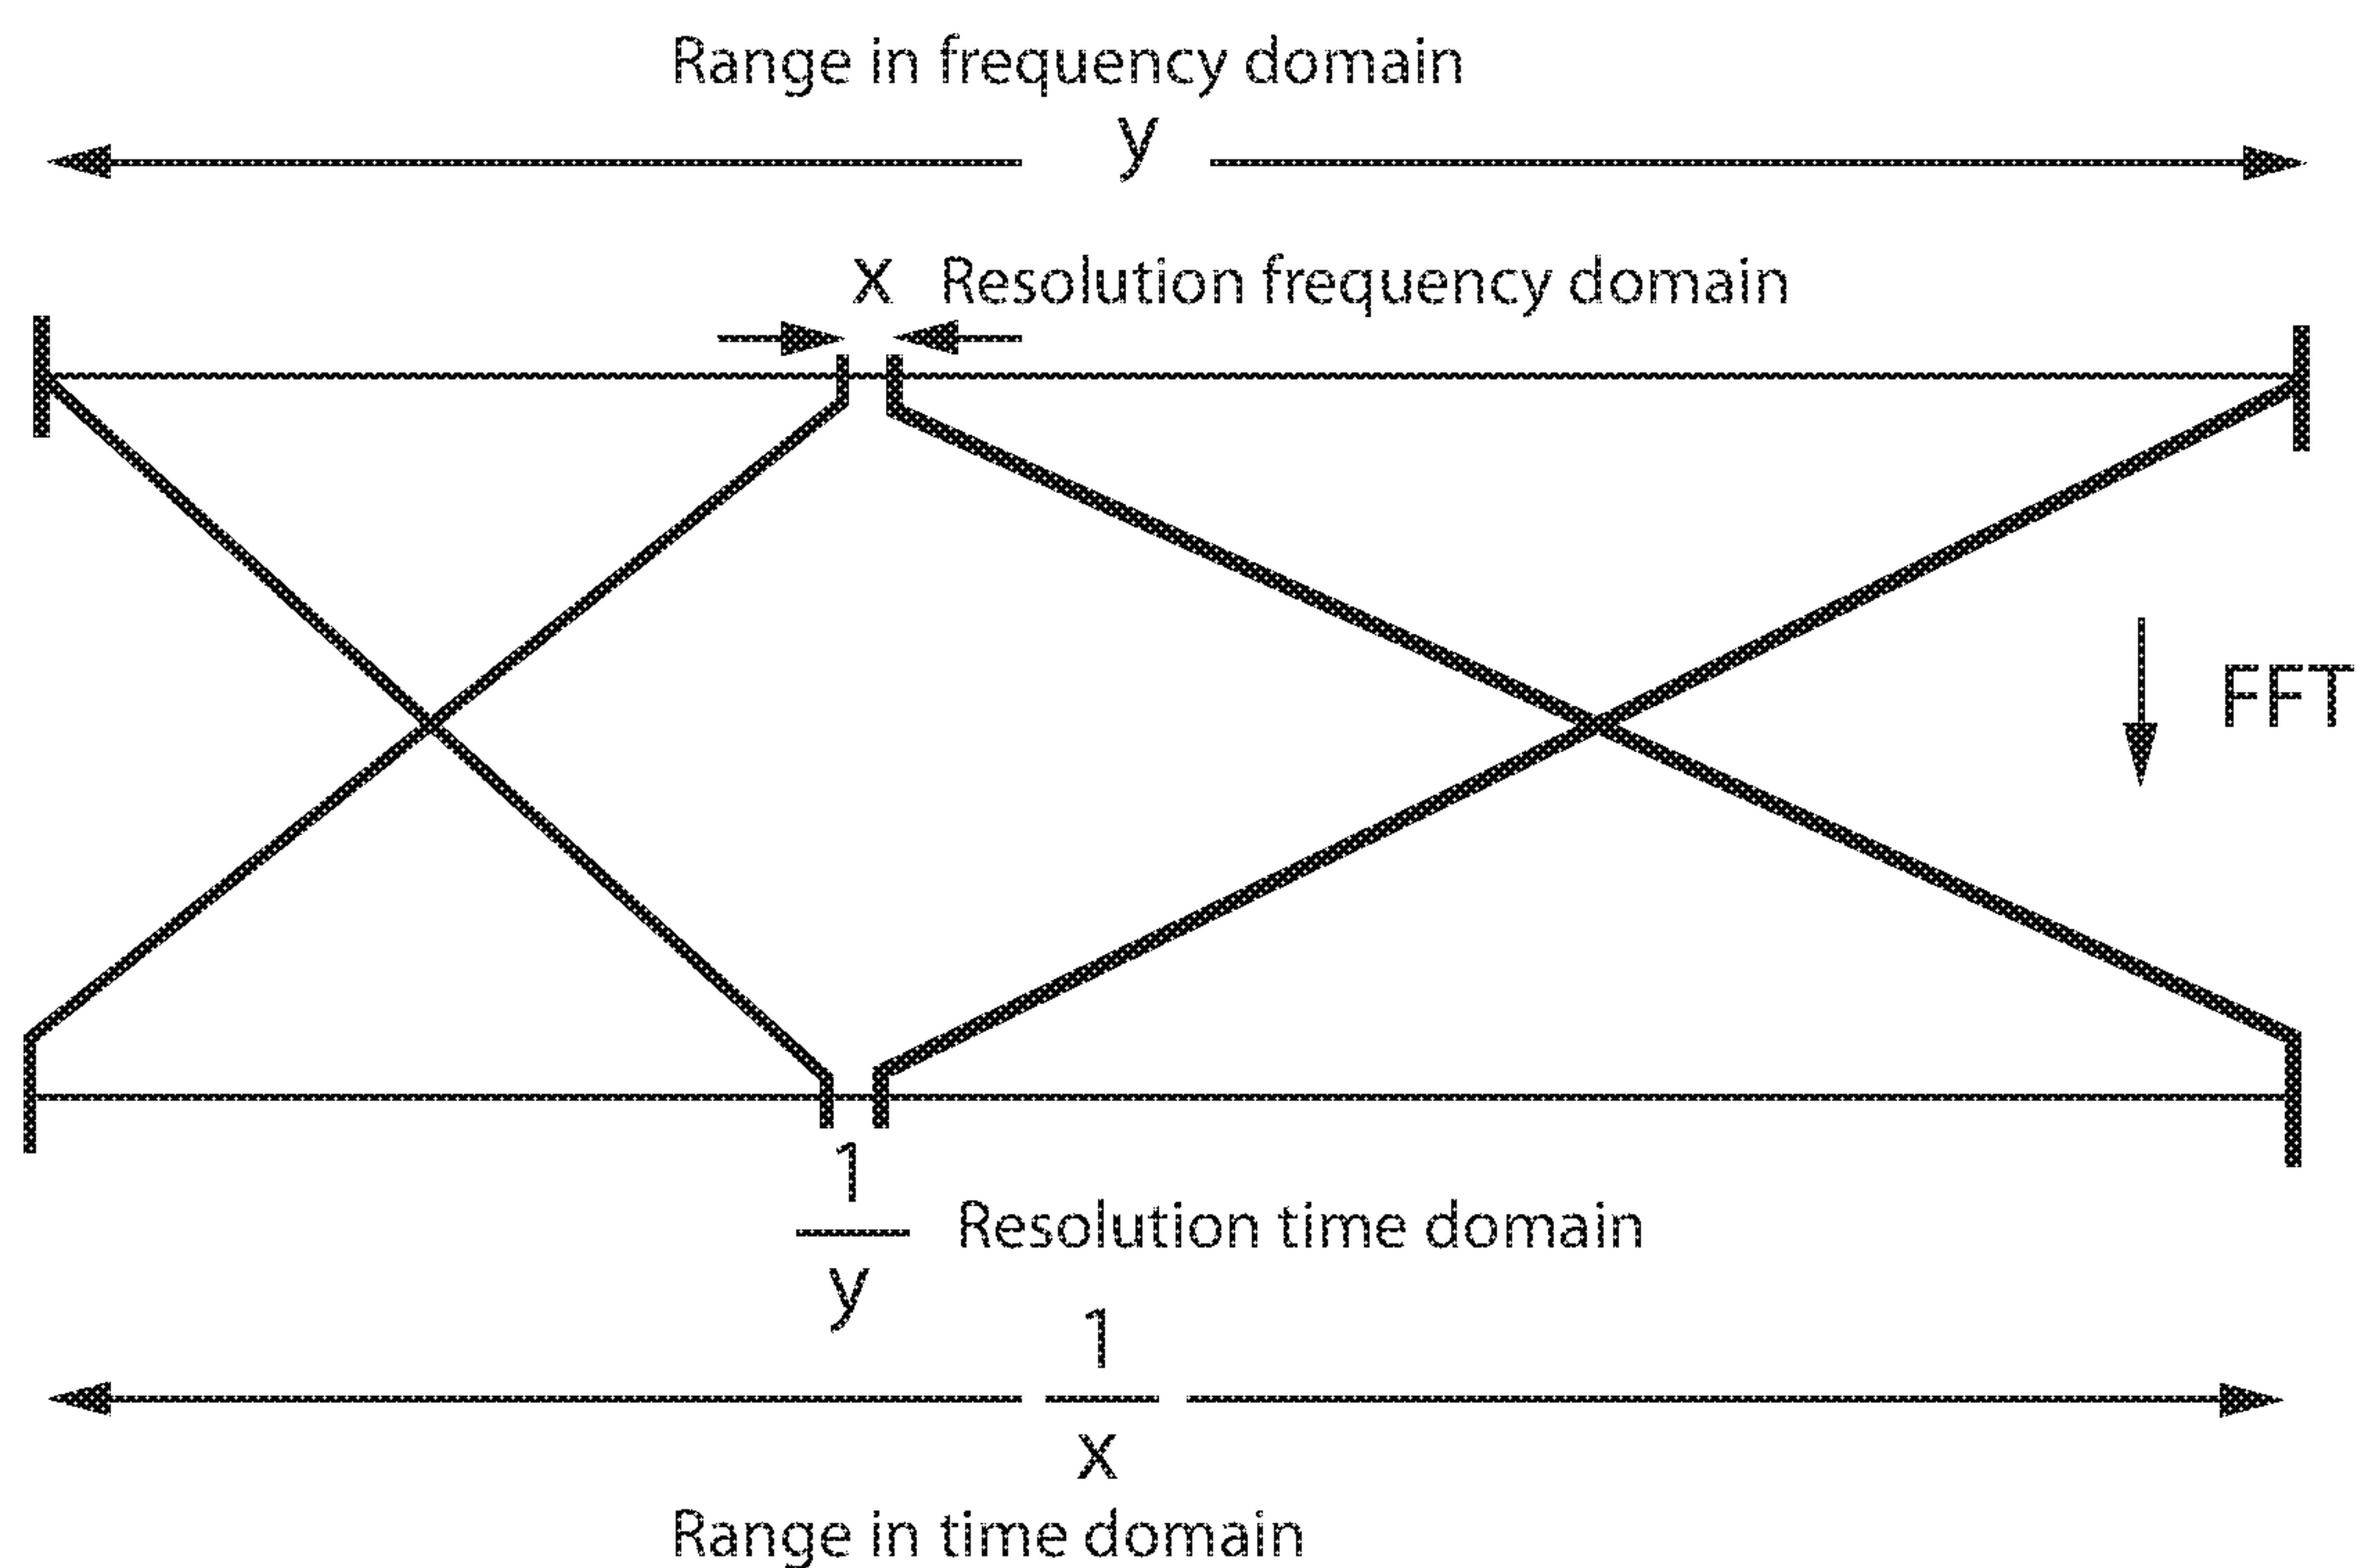 Range in frequency domain
y
x Resolution frequency domain
FFT
1
y
Resolution time domain
1
x
Range in time domain